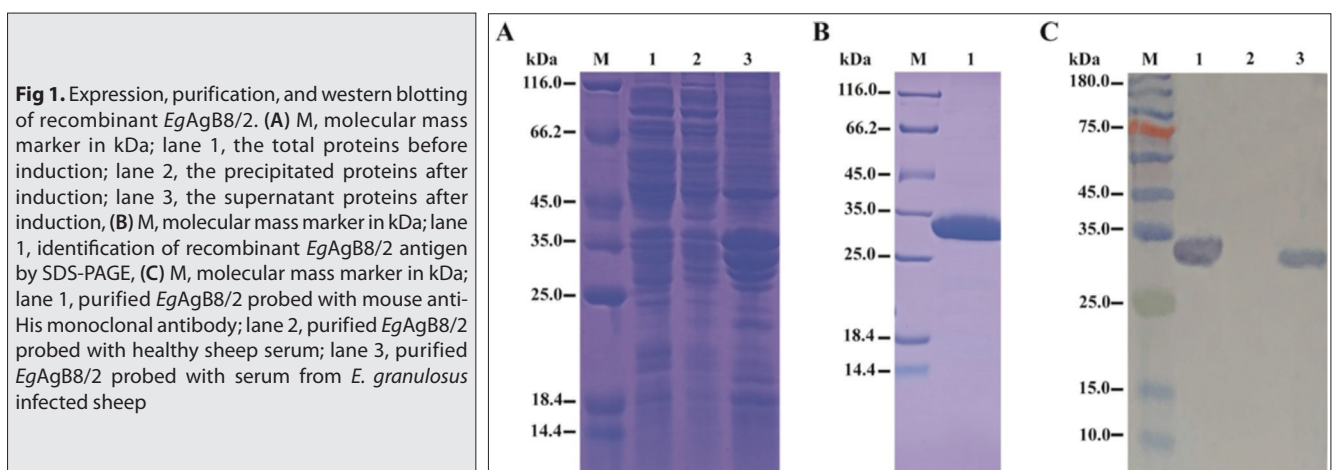 Fig 1. Expression, purification, and western blotting
of recombinant EgAgB8/2. (A) M, molecular mass
marker in kDa; lane 1, the total proteins before
induction; lane 2, the precipitated proteins after
induction; lane 3, the supernatant proteins after
induction, (B) M, molecular mass marker in kDa; lane
1, identification of recombinant EgAgB8/2 antigen
by SDS-PAGE, (C) M, molecular mass marker in kDa;
lane 1, purified EgAgB8/2 probed with mouse anti-
His monoclonal antibody; lane 2, purified EgAgB8/2
probed with healthy sheep serum; lane 3, purified
EgAgB8/2 probed with serum from E. granulosus
infected sheep
A
kDa M 1 2 3
116.0
66.2
45.0
35.0
25.0
18.4
14.4
B
kDa M 1
116.0
66.2
45.0
35.0
25.0
18.4
14.4
C
kDa M 1 2 3
180.0
75.0
45.0
35.0
25.0
15.0
10.0